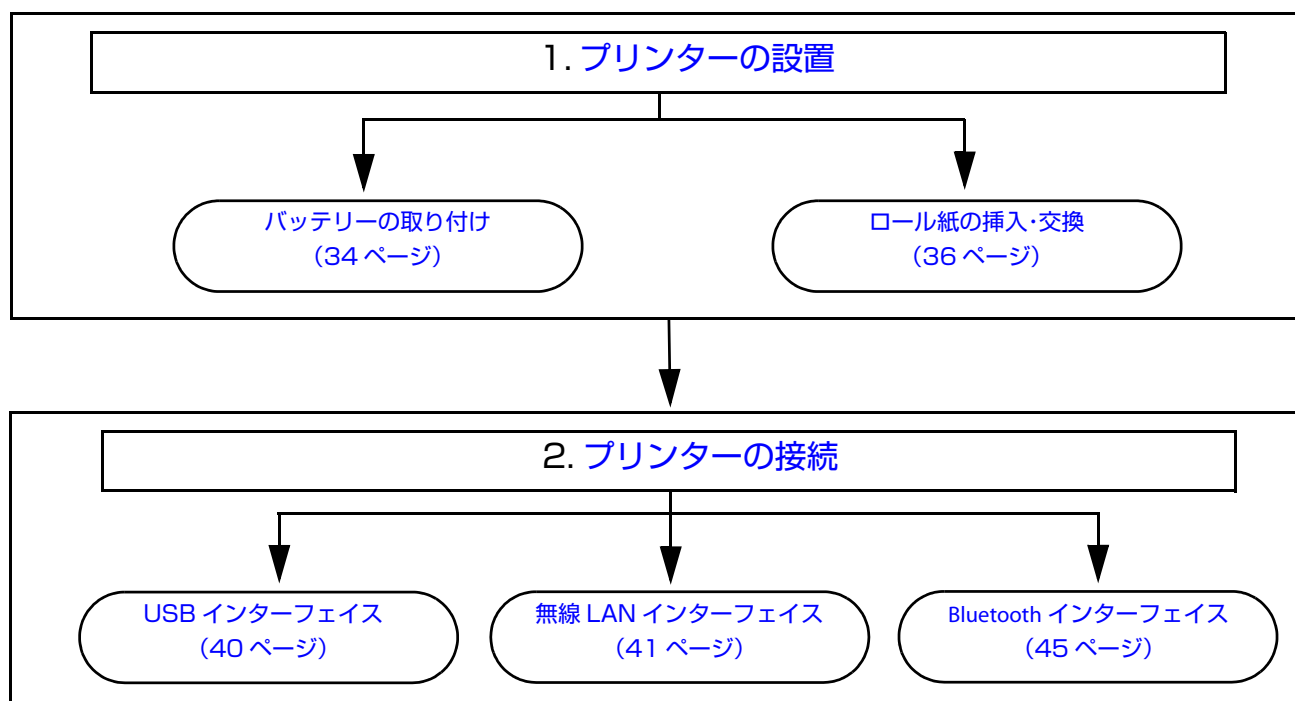 1. プリンターの設置
バッテリーの取り付け
（34 ページ）
ロール紙の挿入・交換
（36 ページ）
2. プリンターの接続
USB インターフェイス
（40 ページ）
無線 LAN インターフェイス
（41 ページ）
Bluetooth インターフェイス
（45 ページ）